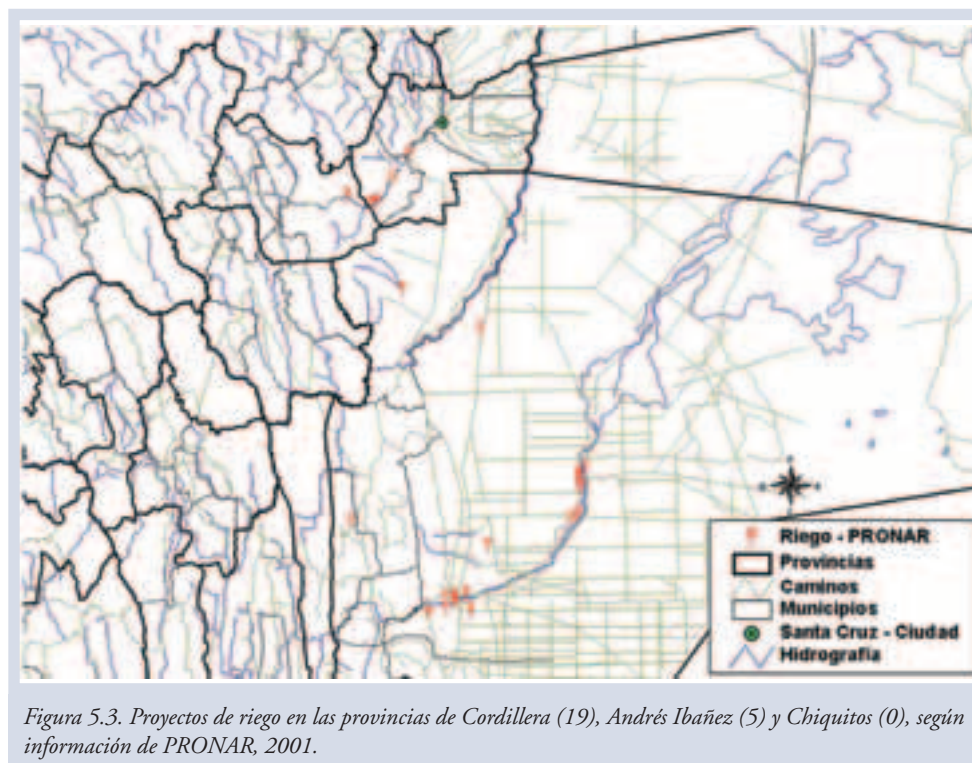 Riego - PRONAR
Provincias
Caminos
Municipios
Santa Cruz - Ciudad
Hidrografía
Figura 5.3. Proyectos de riego en las provincias de Cordillera (19), Andrés Ibañez (5) y Chiquitos (0), según
información de PRONAR, 2001.